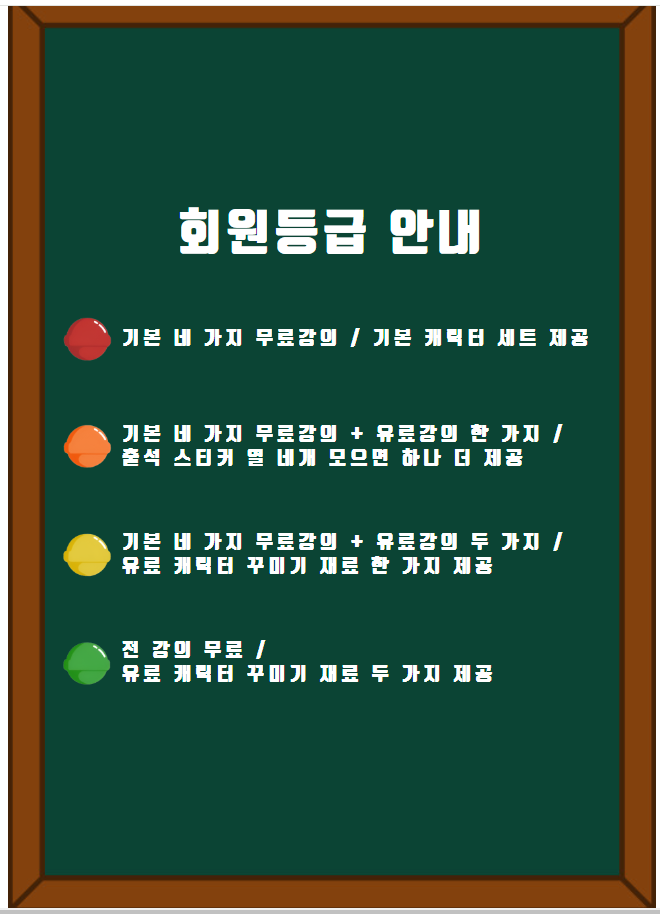 회원등급 안내
기본 네 가지 무료강의 / 기본 캐릭터 세트 제공
기본 네 가지 무료강의 + 유료강의 한 가지 /
출석 스티커 열 네개 모으면 하나 더 제공
기본 네 가지 무료강의 + 유료강의 두 가지 /
유료 캐릭터 꾸미기 재료 한 가지 제공
전 강의 무료 /
유료 캐릭터 꾸미기 재료 두 가지 제공